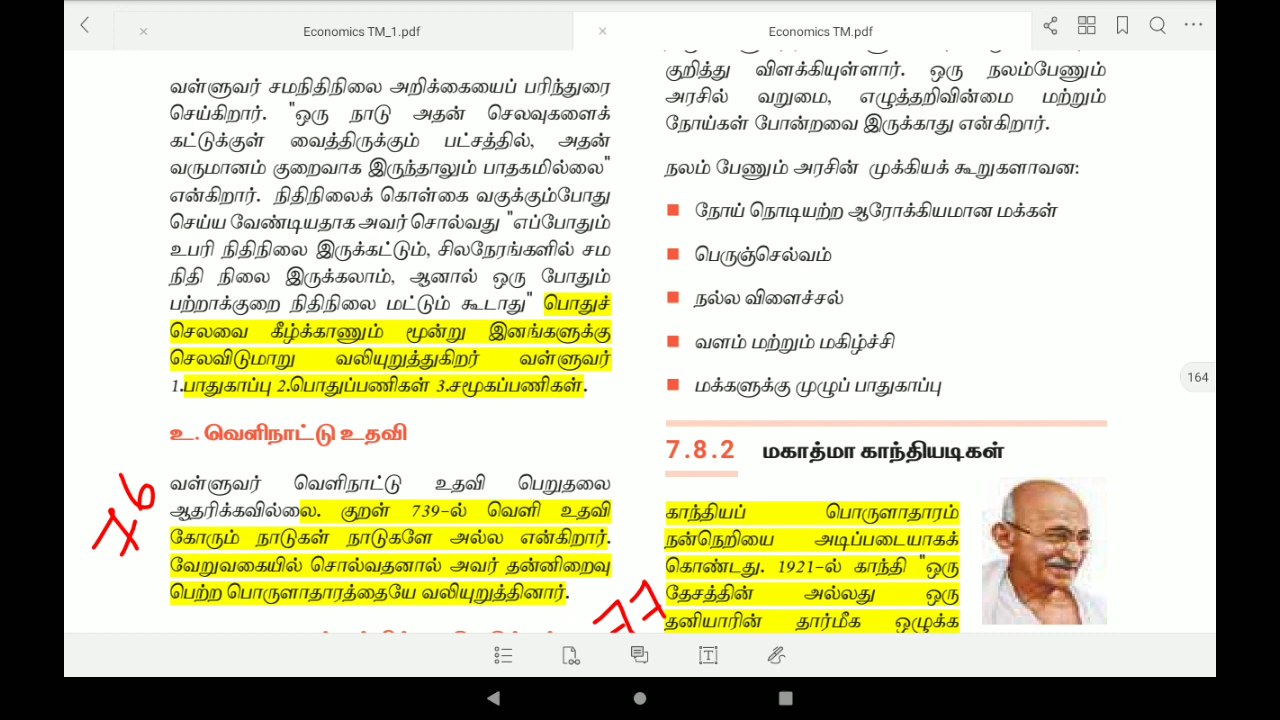 Economics TM_1.pdf
Economics TM.pdf
வள்ளுவர் சமநிதிநிலை அறிக்கையைப் பரிந்துரை
செய்கிறார். "ஒரு நாடு அதன் செலவுகளைக்
கட்டுக்குள் வைத்திருக்கும் பட்சத்தில், அதன்
வருமானம் குறைவாக இருந்தாலும் பாதகமில்லை"
என்கிறார். நிதிநிலைக் கொள்கை வகுக்கும்போது
செய்ய வேண்டியதாக அவர் சொல்வது "எப்போதும்
உபரி நிதிநிலை இருக்கட்டும், சிலநேரங்களில் சம
நிதி நிலை இருக்கலாம், ஆனால் ஒரு போதும்
பற்றாக்குறை நிதிநிலை மட்டும் கூடாது" பொதுச்
செலவை கீழ்க்காணும் மூன்று இனங்களுக்கு
செலவிடுமாறு வலியுறுத்துகிறர் வள்ளுவர்
1.பாதுகாப்பு 2.பொதுப்பணிகள் 3.சமூகப்பணிகள்.
உ. வெளிநாட்டு உதவி
வள்ளுவர் வெளிநாட்டு உதவி பெறுதலை
ஆதரிக்கவில்லை. குறள் 739-ல் வெளி உதவி
கோரும் நாடுகள் நாடுகளே அல்ல என்கிறார்.
வேறுவகையில் சொல்வதனால் அவர் தன்னிறைவு
பெற்ற பொருளாதாரத்தையே வலியுறுத்தினார்.
76
குறித்து விளக்கியுள்ளார். ஒரு நலம்பேணும்
அரசில் வறுமை, எழுத்தறிவின்மை மற்றும்
நோய்கள் போன்றவை இருக்காது என்கிறார்.
நலம் பேணும் அரசின் முக்கியக் கூறுகளாவன:
நோய் நொடியற்ற ஆரோக்கியமான மக்கள்
பெருஞ்செல்வம்
நல்ல விளைச்சல்
வளம் மற்றும் மகிழ்ச்சி
மக்களுக்கு முழுப் பாதுகாப்பு
164
7.8.2 மகாத்மா காந்தியடிகள்
காந்தியப் பொருளாதாரம்
நன்நெறியை அடிப்படையாகக்
கொண்டது. 1921-ல் காந்தி "ஒரு
தேசத்தின் அல்லது ஒரு
தனியாரின் தார்மீக ஒழுக்க
77